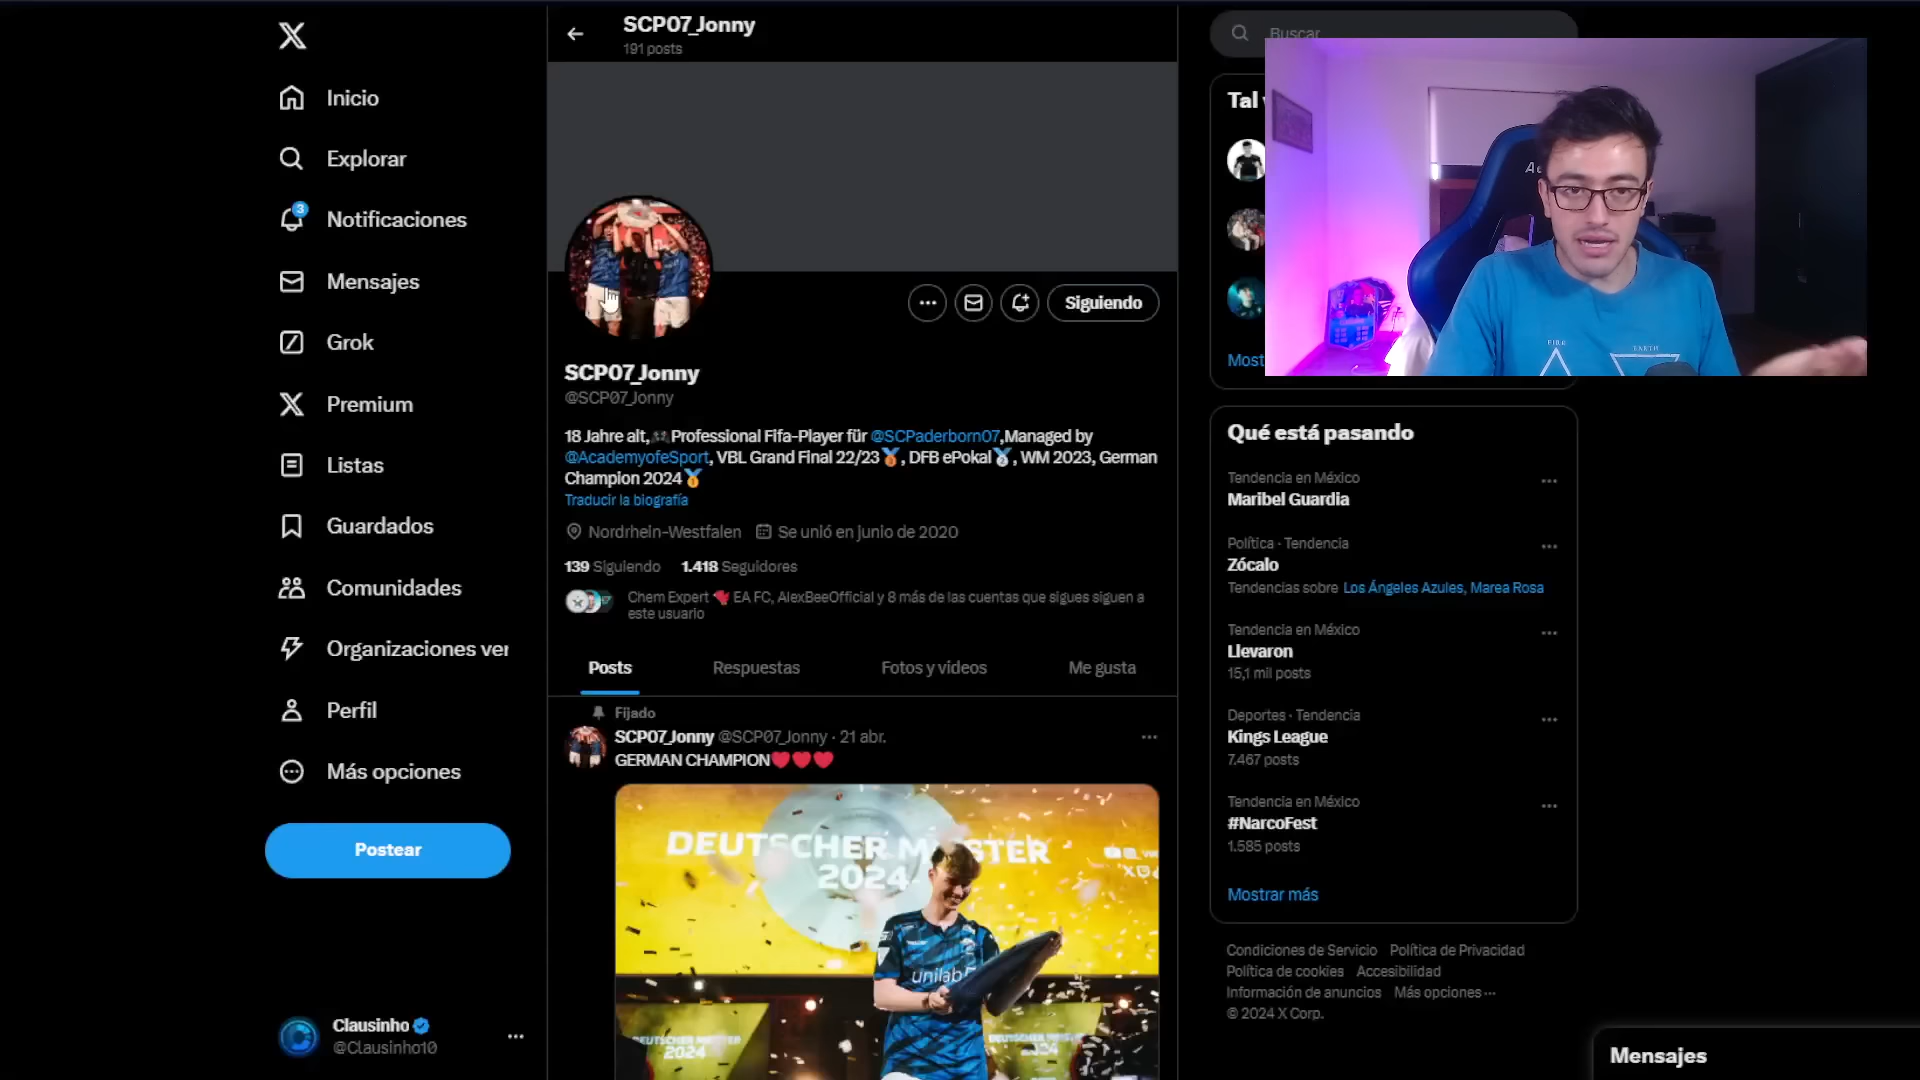 SCP07_Jonny
191 posts
Buscar
Inicio
Explorar
3
Notificaciones
Mensajes
Grok
Premium
Listas
Guardados
Comunidades
Organizaciones ver
Perfil
Más opciones
Postear
Clausinho
@Clausinho10
Siguiendo
SCP07_Jonny
@SCP07_Jonny
18 Jahre alt,🎮Professional Fifa-Player für @SCPaderborn07,Managed by
@AcademyofeSport, VBL Grand Final 22/23🥉, DFB ePokal🥈, WM 2023, German
Champion 2024🥇
Traducir la biografía
Nordrhein-Westfalen Se unió en junio de 2020
139 Siguiendo 1.418 Seguidores
Chem Expert EA FC, AlexBeeOfficial y 8 más de las cuentas que sigues siguen a
este usuario
Posts Respuestas Fotos y videos Me gusta
Fijado
SCP07_Jonny @SCP07_Jonny · 21 abr.
GERMAN CHAMPION❤️❤️❤️
DEUTSCHER MEISTER
2024
unilab
DEUTSCHER MEISTER
2024
Tal
Most
FIRE
EARTH
Qué está pasando
Tendencia en México
Maribel Guardia
Política · Tendencia
Zócalo
Tendencias sobre Los Ángeles Azules, Marea Rosa
Tendencia en México
Llevaron
15,1 mil posts
Deportes · Tendencia
Kings League
7.467 posts
Tendencia en México
#NarcoFest
1.585 posts
Mostrar más
Condiciones de Servicio Política de Privacidad
Política de cookies Accesibilidad
Información de anuncios Más opciones ···
© 2024 X Corp.
Mensajes